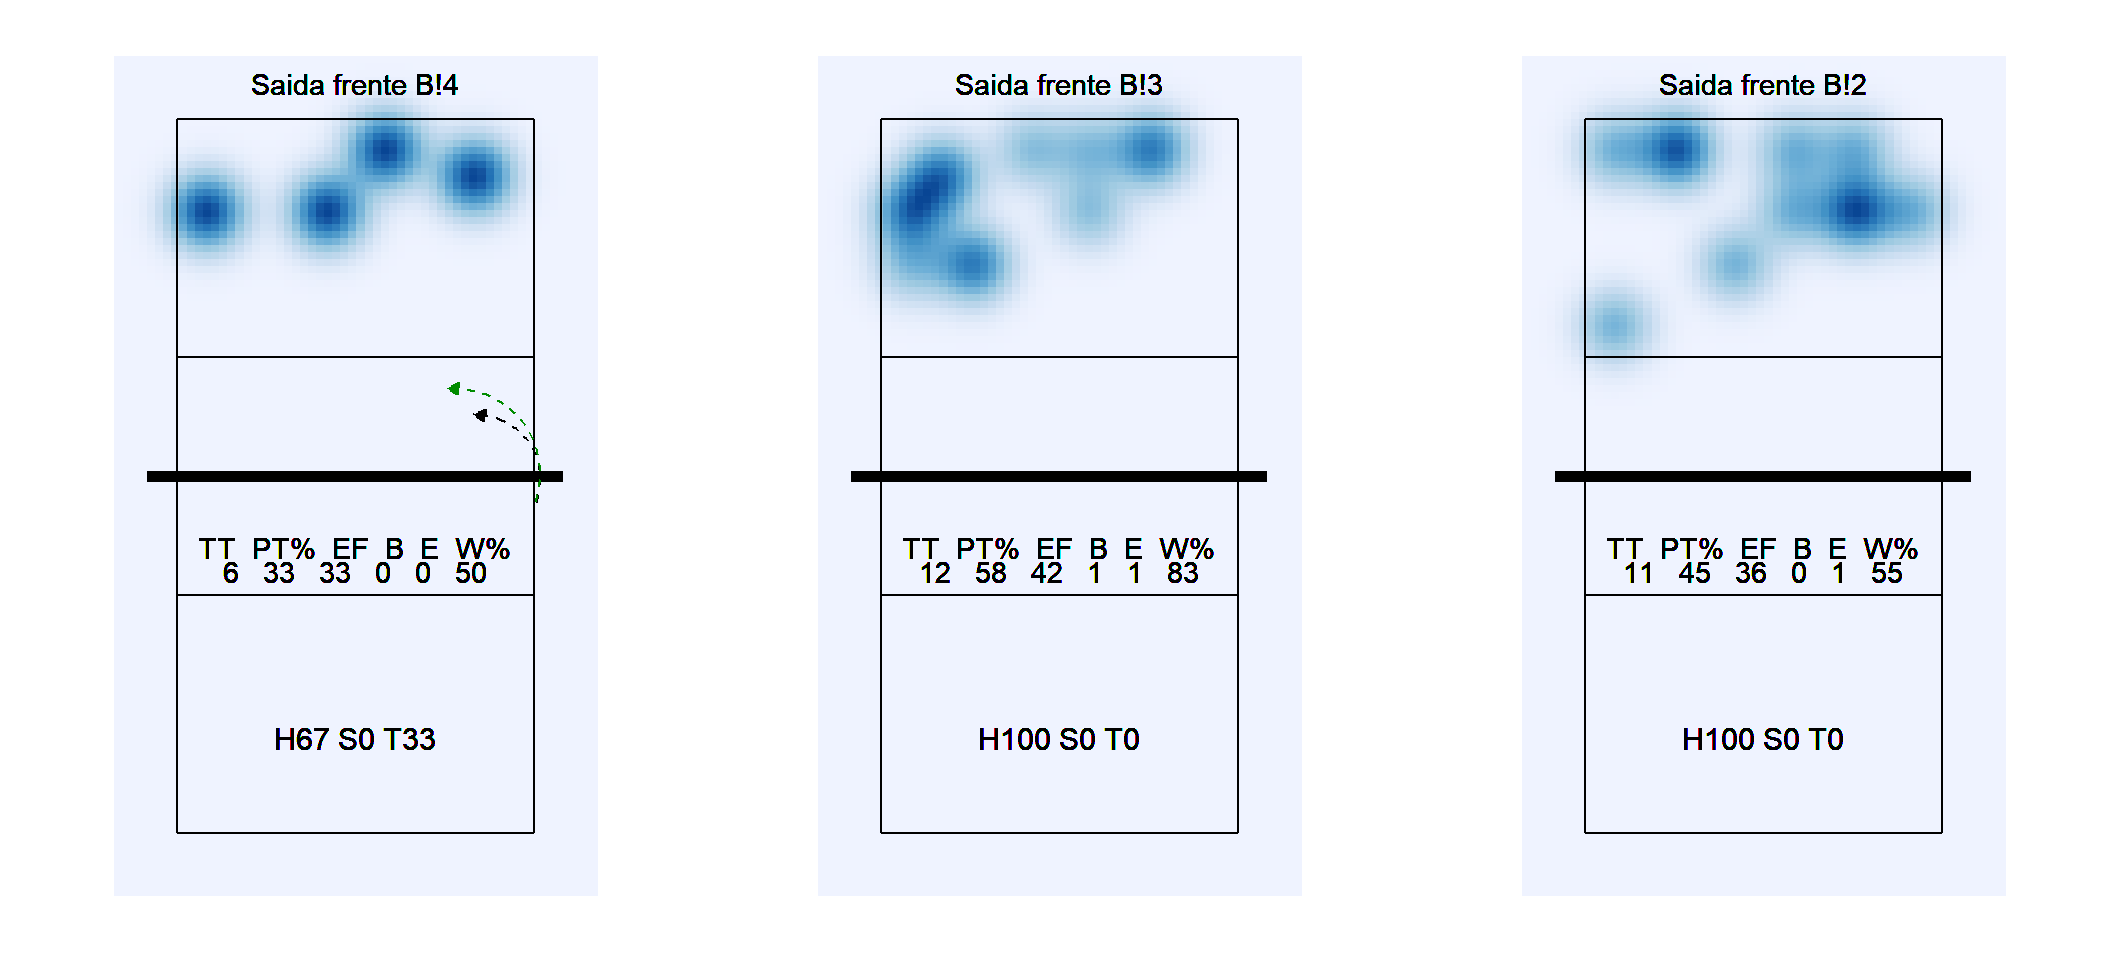 Saida frente B!4
TT PT% EF B E W%
6 33 33 0 0 50
H67 S0 T33
Saida frente B!3
TT PT% EF B E W%
12 58 42 1 1 83
H100 S0 T0
Saida frente B!2
TT PT% EF B E W%
11 45 36 0 1 55
H100 S0 T0